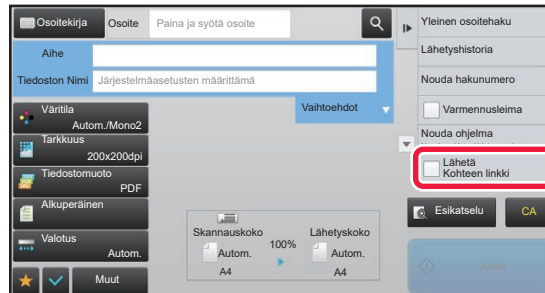 Osoitekirja
Osoite
Paina ja syötä osoite
Aihe
Tiedoston Nimi
Järjestelmäasetusten määrittämä
Vaihtoehdot
Väritila
Autom./Mono2
Tarkkuus
200x200dpi
Tiedostomuoto
PDF
Alkuperäinen
Valotus
Autom.
Muut
Skannauskoko
Autom.
A4
100%
Lähetyskoko
Autom.
A4
Yleinen osoitehaku
Lähetyshistoria
Nouda hakunumero
Varmennusleima
Nouda ohjelma
Lähetä
Kohteen linkki
Esikatselu
CA